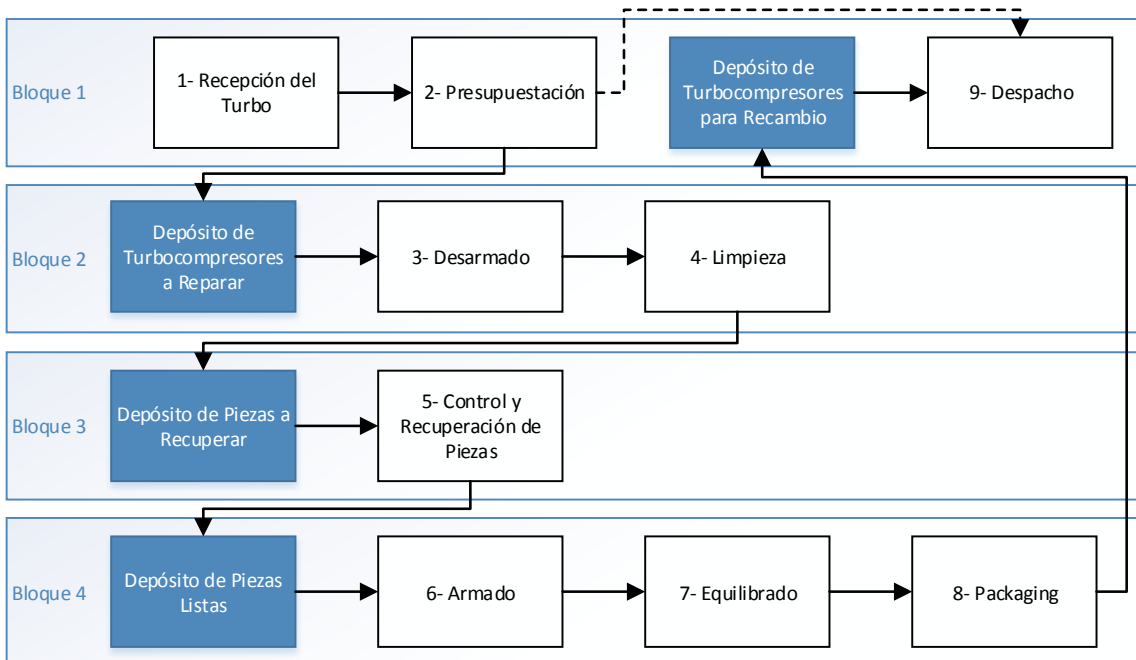 Bloque 1
1- Recepción del
Turbo
2- Presupuestación
Depósito de
Turbocompresores
para Recambio
9- Despacho
Bloque 2
Depósito de
Turbocompresores
a Reparar
3- Desarmado
4- Limpieza
Bloque 3
Depósito de Piezas a
Recuperar
5- Control y
Recuperación de
Piezas
Bloque 4
Depósito de Piezas
Listas
6- Armado
7- Equilibrado
8- Packaging